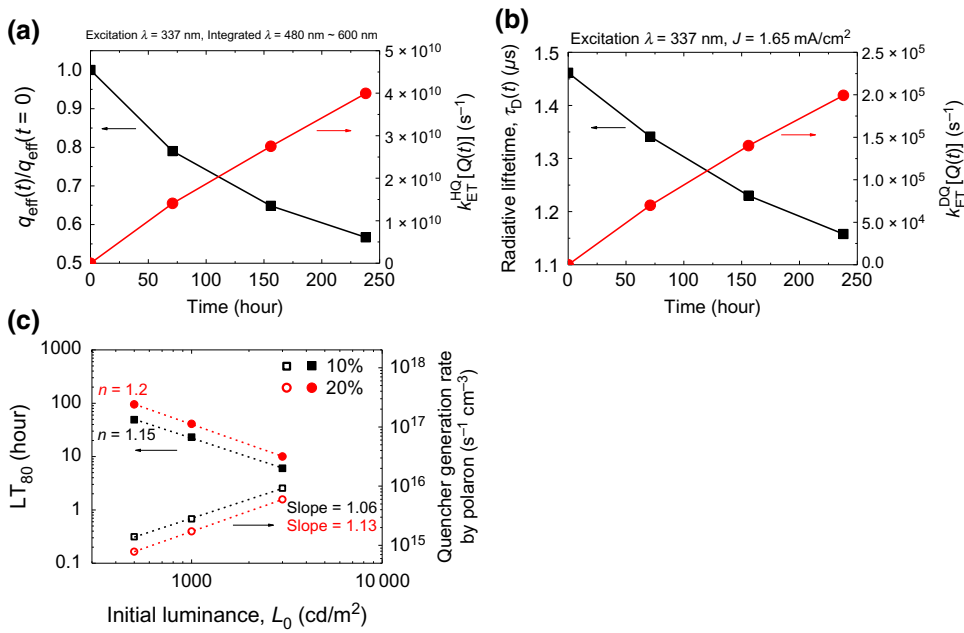 (a)
Excitation λ = 337 nm, Integrated λ = 480 nm ~ 600 nm
1.0
0.9
0.8
0.7
0.6
0.5
q_eff(t)/q_eff(t = 0)
5 × 10^10
4 × 10^10
3 × 10^10
2 × 10^10
1 × 10^10
0
k_ET^HQ [Q(t)] (s^−1)
0 50 100 150 200 250
Time (hour)
(b)
Excitation λ = 337 nm, J = 1.65 mA/cm^2
1.5
1.4
1.3
1.2
1.1
Radiative liftetime, τ_D(t) (μs)
2.5 × 10^5
2.0 × 10^5
1.5 × 10^5
1.0 × 10^5
5.0 × 10^4
0.0
k_ET^DQ [Q(t)] (s^−1)
0 50 100 150 200 250
Time (hour)
(c)
1000
100
10
1
0.1
LT_80 (hour)
10%
20%
n = 1.2
n = 1.15
Slope = 1.06
Slope = 1.13
10^18
10^17
10^16
10^15
Quencher generation rate
by polaron (s^−1 cm^−3)
1000 10 000
Initial luminance, L_0 (cd/m^2)